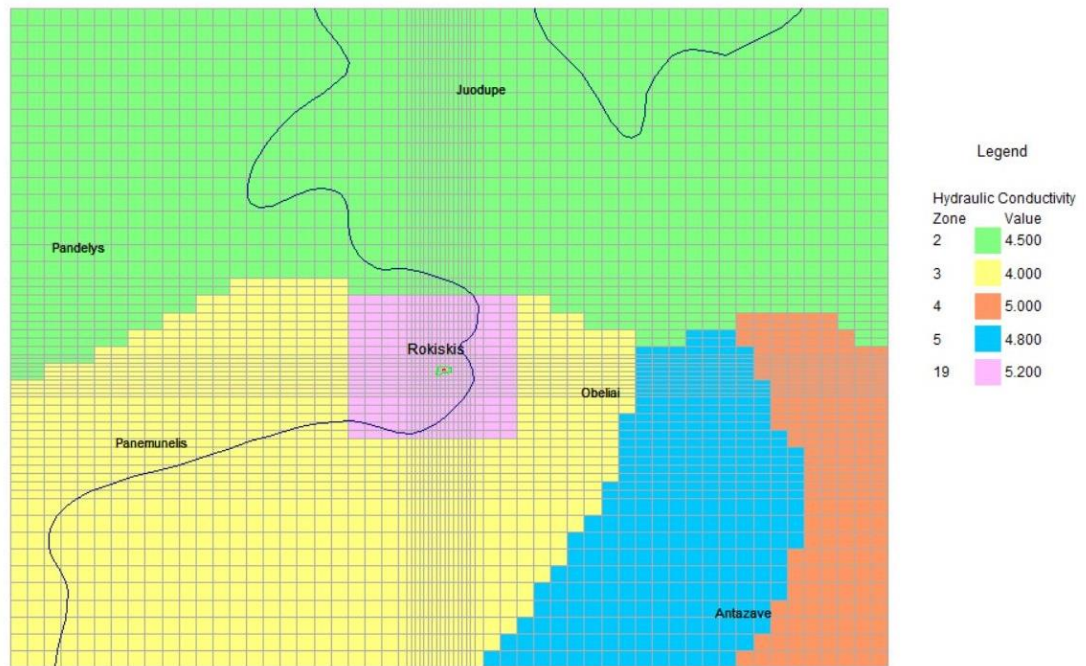 Juodupe
Pandelys
Rokiskis
Obeliai
Panemunelis
Antazave
Legend
Hydraulic Conductivity
Zone Value
2 4.500
3 4.000
4 5.000
5 4.800
19 5.200